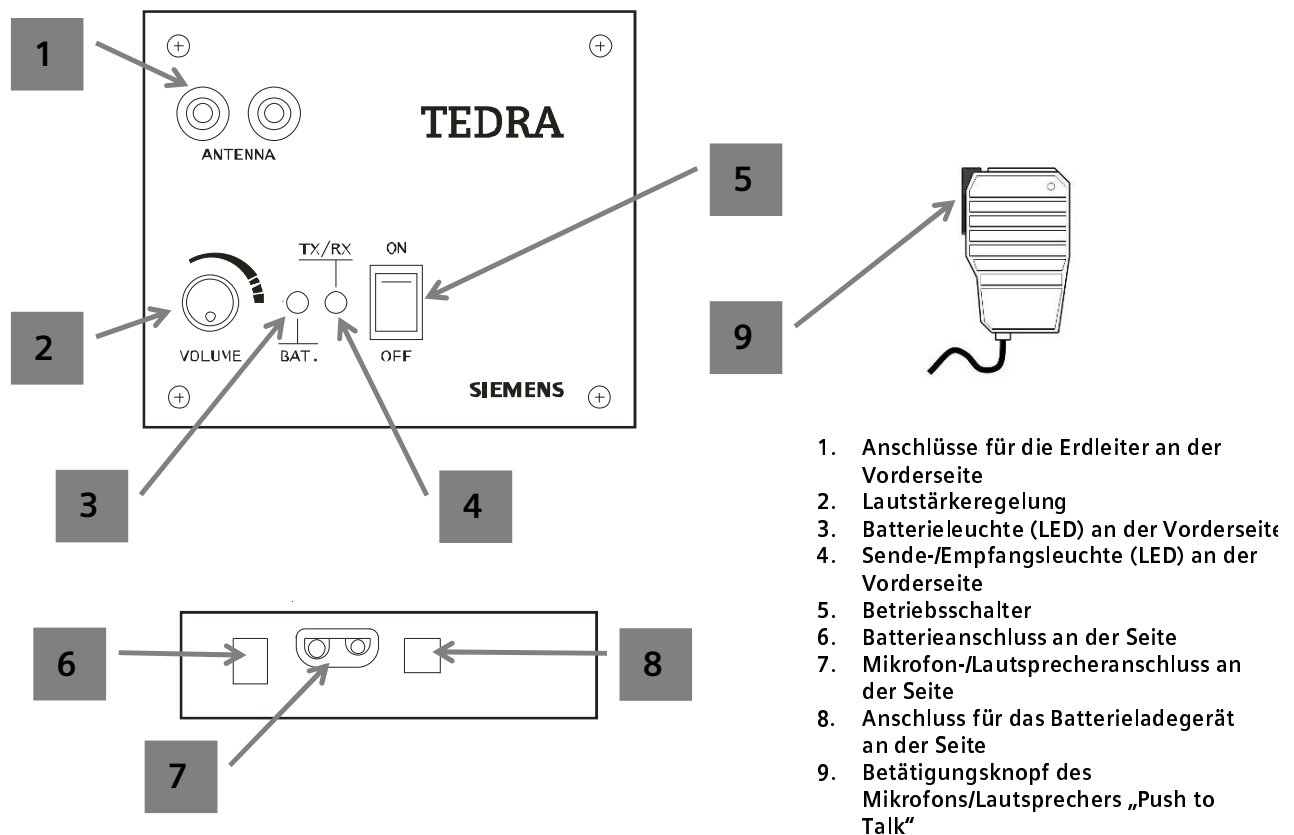 1
TEDRA
ANTENNA
5
TX/RX
ON
2
VOLUME
BAT.
OFF
9
SIEMENS
3
4
6
8
7
1. Anschlüsse für die Erdleiter an der
Vorderseite
2. Lautstärkeregelung
3. Batterieleuchte (LED) an der Vorderseite
4. Sende-/Empfangsleuchte (LED) an der
Vorderseite
5. Betriebsschalter
6. Batterieanschluss an der Seite
7. Mikrofon-/Lautsprecheranschluss an
der Seite
8. Anschluss für das Batterieladegerät
an der Seite
9. Betätigungsknopf des
Mikrofons/Lautsprechers „Push to
Talk“